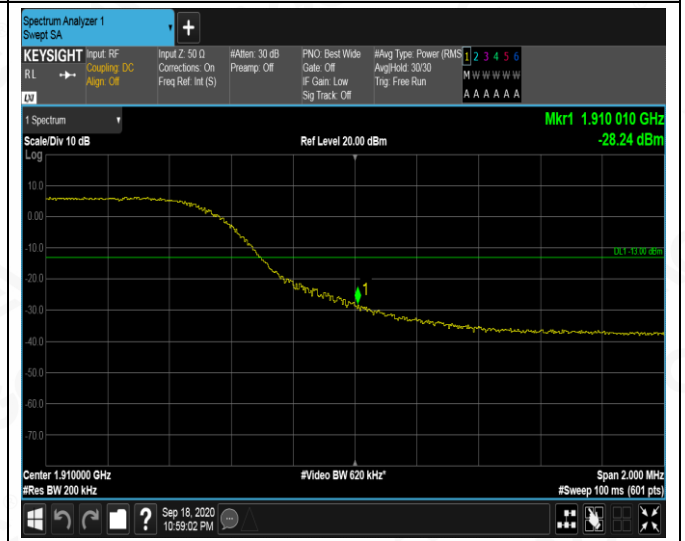 Spectrum Analyzer 1
Swept SA
+
KEYSIGHT
RL
LXI
Input: RF
Coupling: DC
Align: Off
Input Z: 50 Ω
Corrections: On
Freq Ref: Int (S)
#Atten: 30 dB
Preamp: Off
PNO: Best Wide
Gate: Off
IF Gain: Low
Sig Track: Off
#Avg Type: Power (RMS
Avg|Hold: 30/30
Trig: Free Run
1 2 3 4 5 6
M W W W W W
A A A A A A
1 Spectrum
Mkr1 1.910 010 GHz
Scale/Div 10 dB
Ref Level 20.00 dBm
-28.24 dBm
Log
10.0
0.00
-10.0
DL1 -13.00 dBm
-20.0
1
-30.0
-40.0
-50.0
-60.0
-70.0
Center 1.910000 GHz
#Video BW 620 kHz*
Span 2.000 MHz
#Res BW 200 kHz
#Sweep 100 ms (601 pts)
?
Sep 18, 2020
10:59:02 PM